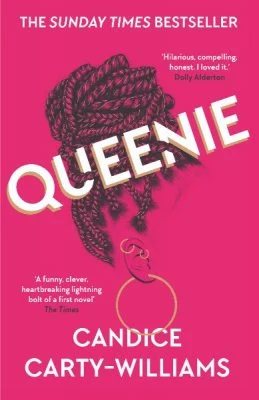 THE SUNDAY TIMES BESTSELLER
'Hilarious, compelling,
honest. I loved it.'
Dolly Alderton
QUEENIE
'A funny, clever,
heartbreaking lightning
bolt of a first novel'
The Times
CANDICE
CARTY-WILLIAMS